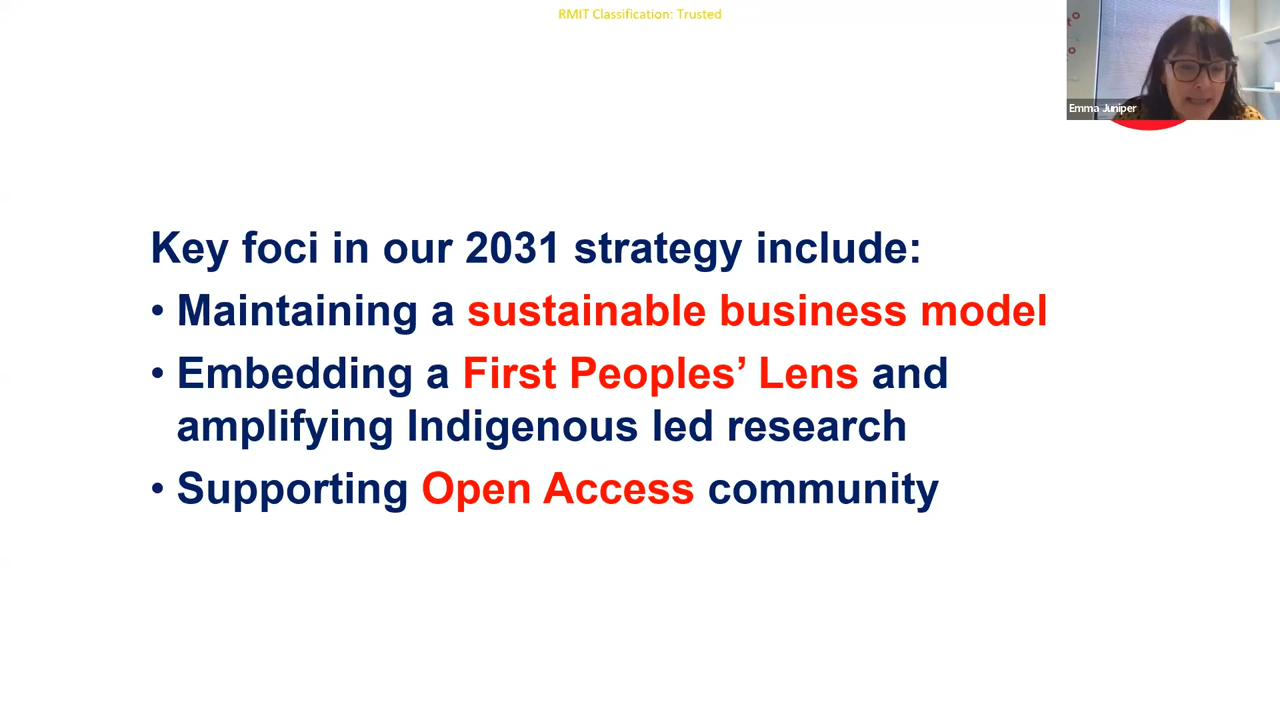 RMIT Classification: Trusted
Emma Juniper
Key foci in our 2031 strategy include:
• Maintaining a sustainable business model
• Embedding a First Peoples’ Lens and
amplifying Indigenous led research
• Supporting Open Access community